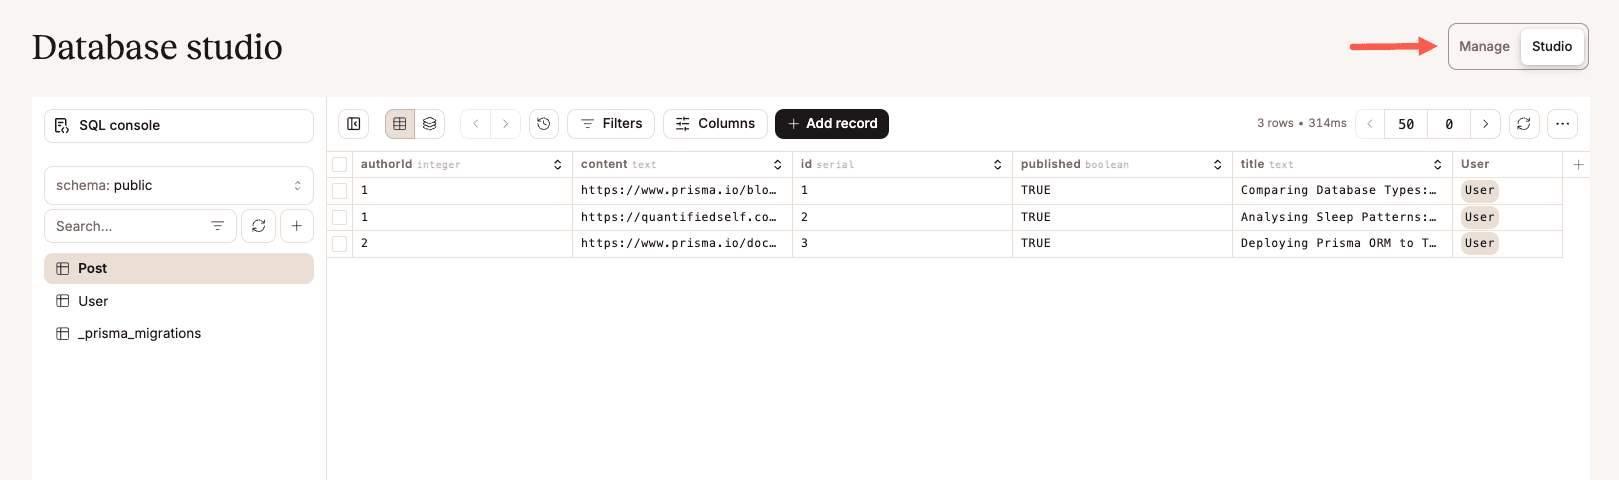 Database studio
Manage Studio
SQL console
Filters Columns + Add record 3 rows • 314ms 50 0
schema: public
Search...
Post
User
_prisma_migrations
authorId integer content text id serial published boolean title text User
1 https://www.prisma.io/blo… 1 TRUE Comparing Database Types:… User
1 https://quantifiedself.co… 2 TRUE Analysing Sleep Patterns:… User
2 https://www.prisma.io/doc… 3 TRUE Deploying Prisma ORM to T… User